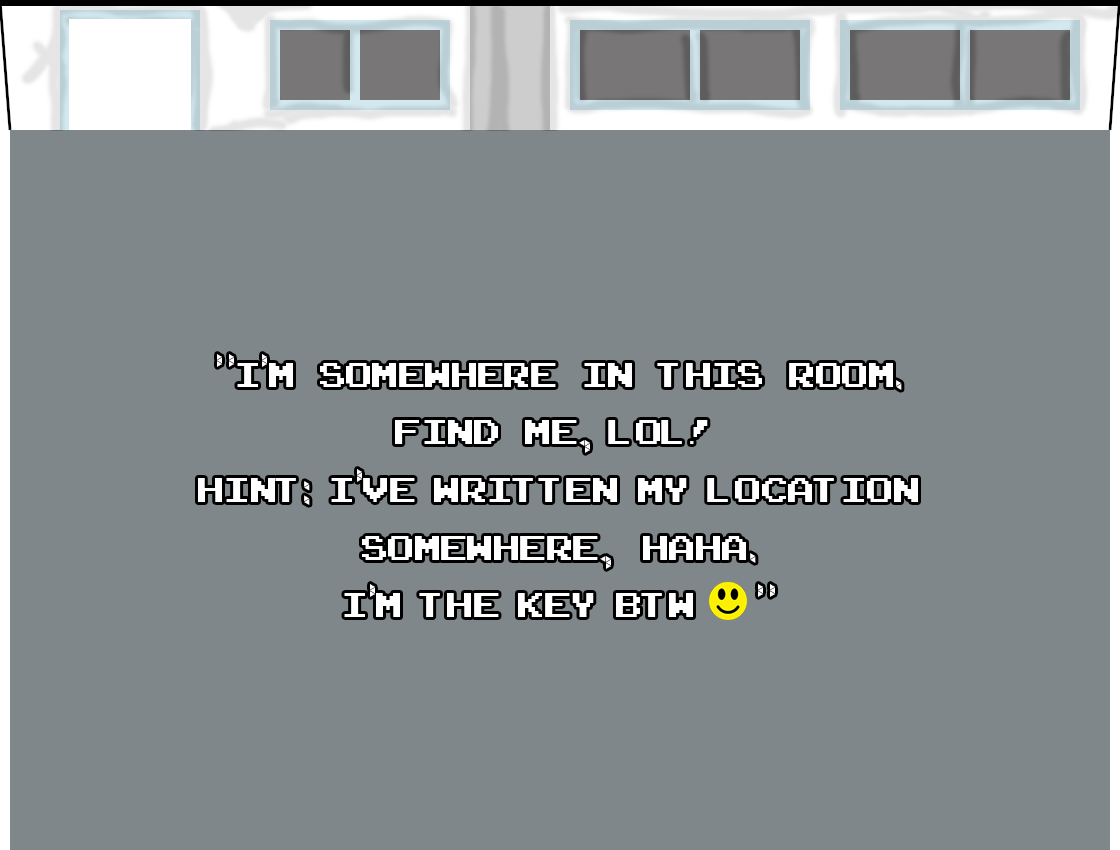 "I'M SOMEWHERE IN THIS ROOM.
FIND ME, LOL!
HINT: I'VE WRITTEN MY LOCATION
SOMEWHERE, HAHA.
I'M THE KEY BTW 🙂"